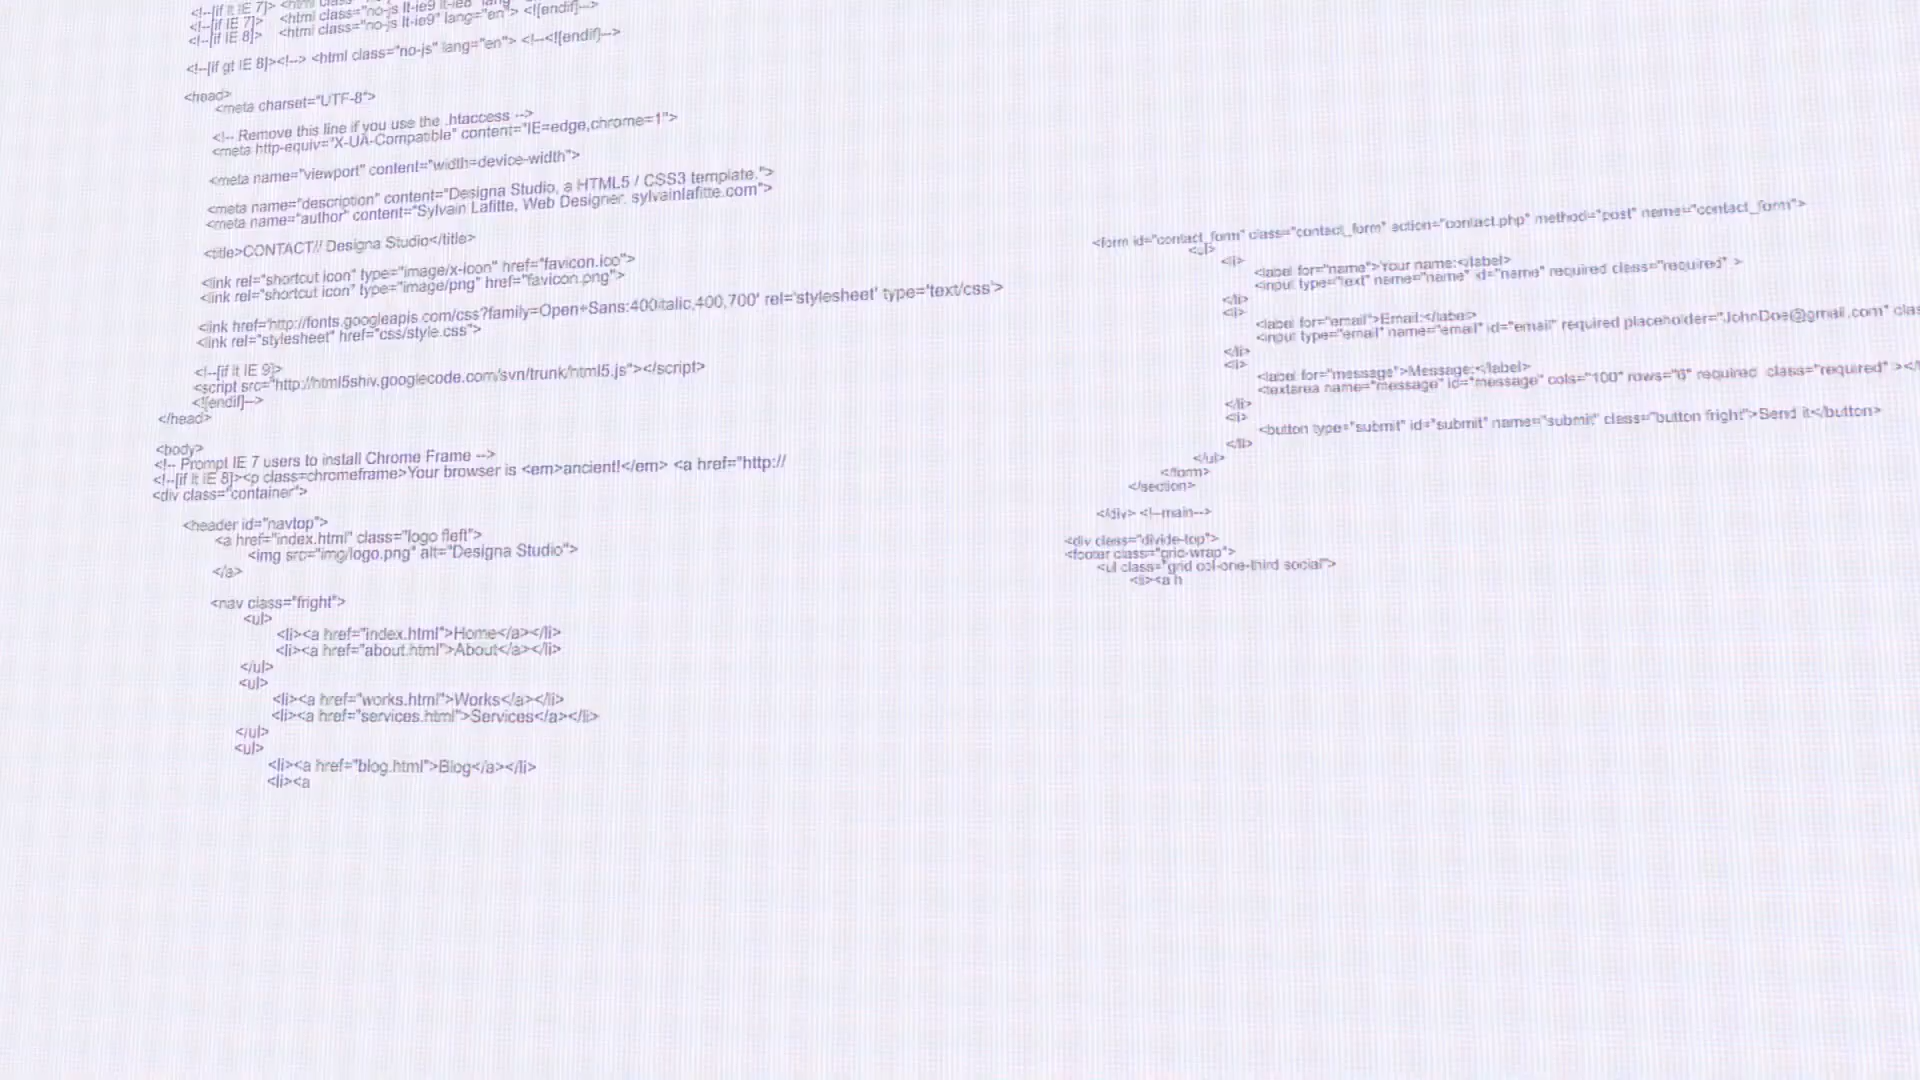 <!--[if lt IE 7]> <html class="no-js lt-ie9 lt-ie8
<!--[if IE 7]> <html class="no-js lt-ie9 lt-ie8" lang=
<!--[if IE 8]> <html class="no-js lt-ie9" lang="en"> <![endif]-->
<!--[if gt IE 8]><!--> <html class="no-js" lang="en"> <!--<![endif]-->
<head>
<meta charset="UTF-8">
<!-- Remove this line if you use the .htaccess -->
<meta http-equiv="X-UA-Compatible" content="IE=edge,chrome=1">
<meta name="viewport" content="width=device-width">
<meta name="description" content="Designa Studio, a HTML5 / CSS3 template.">
<meta name="author" content="Sylvain Lafitte, Web Designer, sylvainlafitte.com">
<title>CONTACT// Designa Studio</title>
<link rel="shortcut icon" type="image/x-icon" href="favicon.ico">
<link rel="shortcut icon" type="image/png" href="favicon.png">
<link href='http://fonts.googleapis.com/css?family=Open+Sans:400italic,400,700' rel='stylesheet' type='text/css'>
<link rel="stylesheet" href="css/style.css">
<!--[if lt IE 9]>
<script src="http://html5shiv.googlecode.com/svn/trunk/html5.js"></script>
<![endif]-->
</head>
<body>
<!-- Prompt IE 7 users to install Chrome Frame -->
<!--[if lt IE 8]><p class=chromeframe>Your browser is <em>ancient!</em> <a href="http://
<div class="container">
<header id="navtop">
<a href="index.html" class="logo fleft">
<img src="img/logo.png" alt="Designa Studio">
</a>
<nav class="fright">
<ul>
<li><a href="index.html">Home</a></li>
<li><a href="about.html">About</a></li>
</ul>
<ul>
<li><a href="works.html">Works</a></li>
<li><a href="services.html">Services</a></li>
</ul>
<ul>
<li><a href="blog.html">Blog</a></li>
<li><a
<form id="contact_form" class="contact_form" action="contact.php" method="post" name="contact_form">
<ul>
<li>
<label for="name">Your name:</label>
<input type="text" name="name" id="name" required class="required" >
</li>
<li>
<label for="email">Email:</label>
<input type="email" name="email" id="email" required placeholder="JohnDoe@gmail.com" clas
</li>
<li>
<label for="message">Message:</label>
<textarea name="message" id="message" cols="100" rows="6" required class="required" ></
</li>
<li>
<button type="submit" id="submit" name="submit" class="button fright">Send it</button>
</li>
</ul>
</form>
</section>
</div> <!--main-->
<div class="divide-top">
<footer class="grid-wrap">
<ul class="grid col-one-third social">
<li><a h